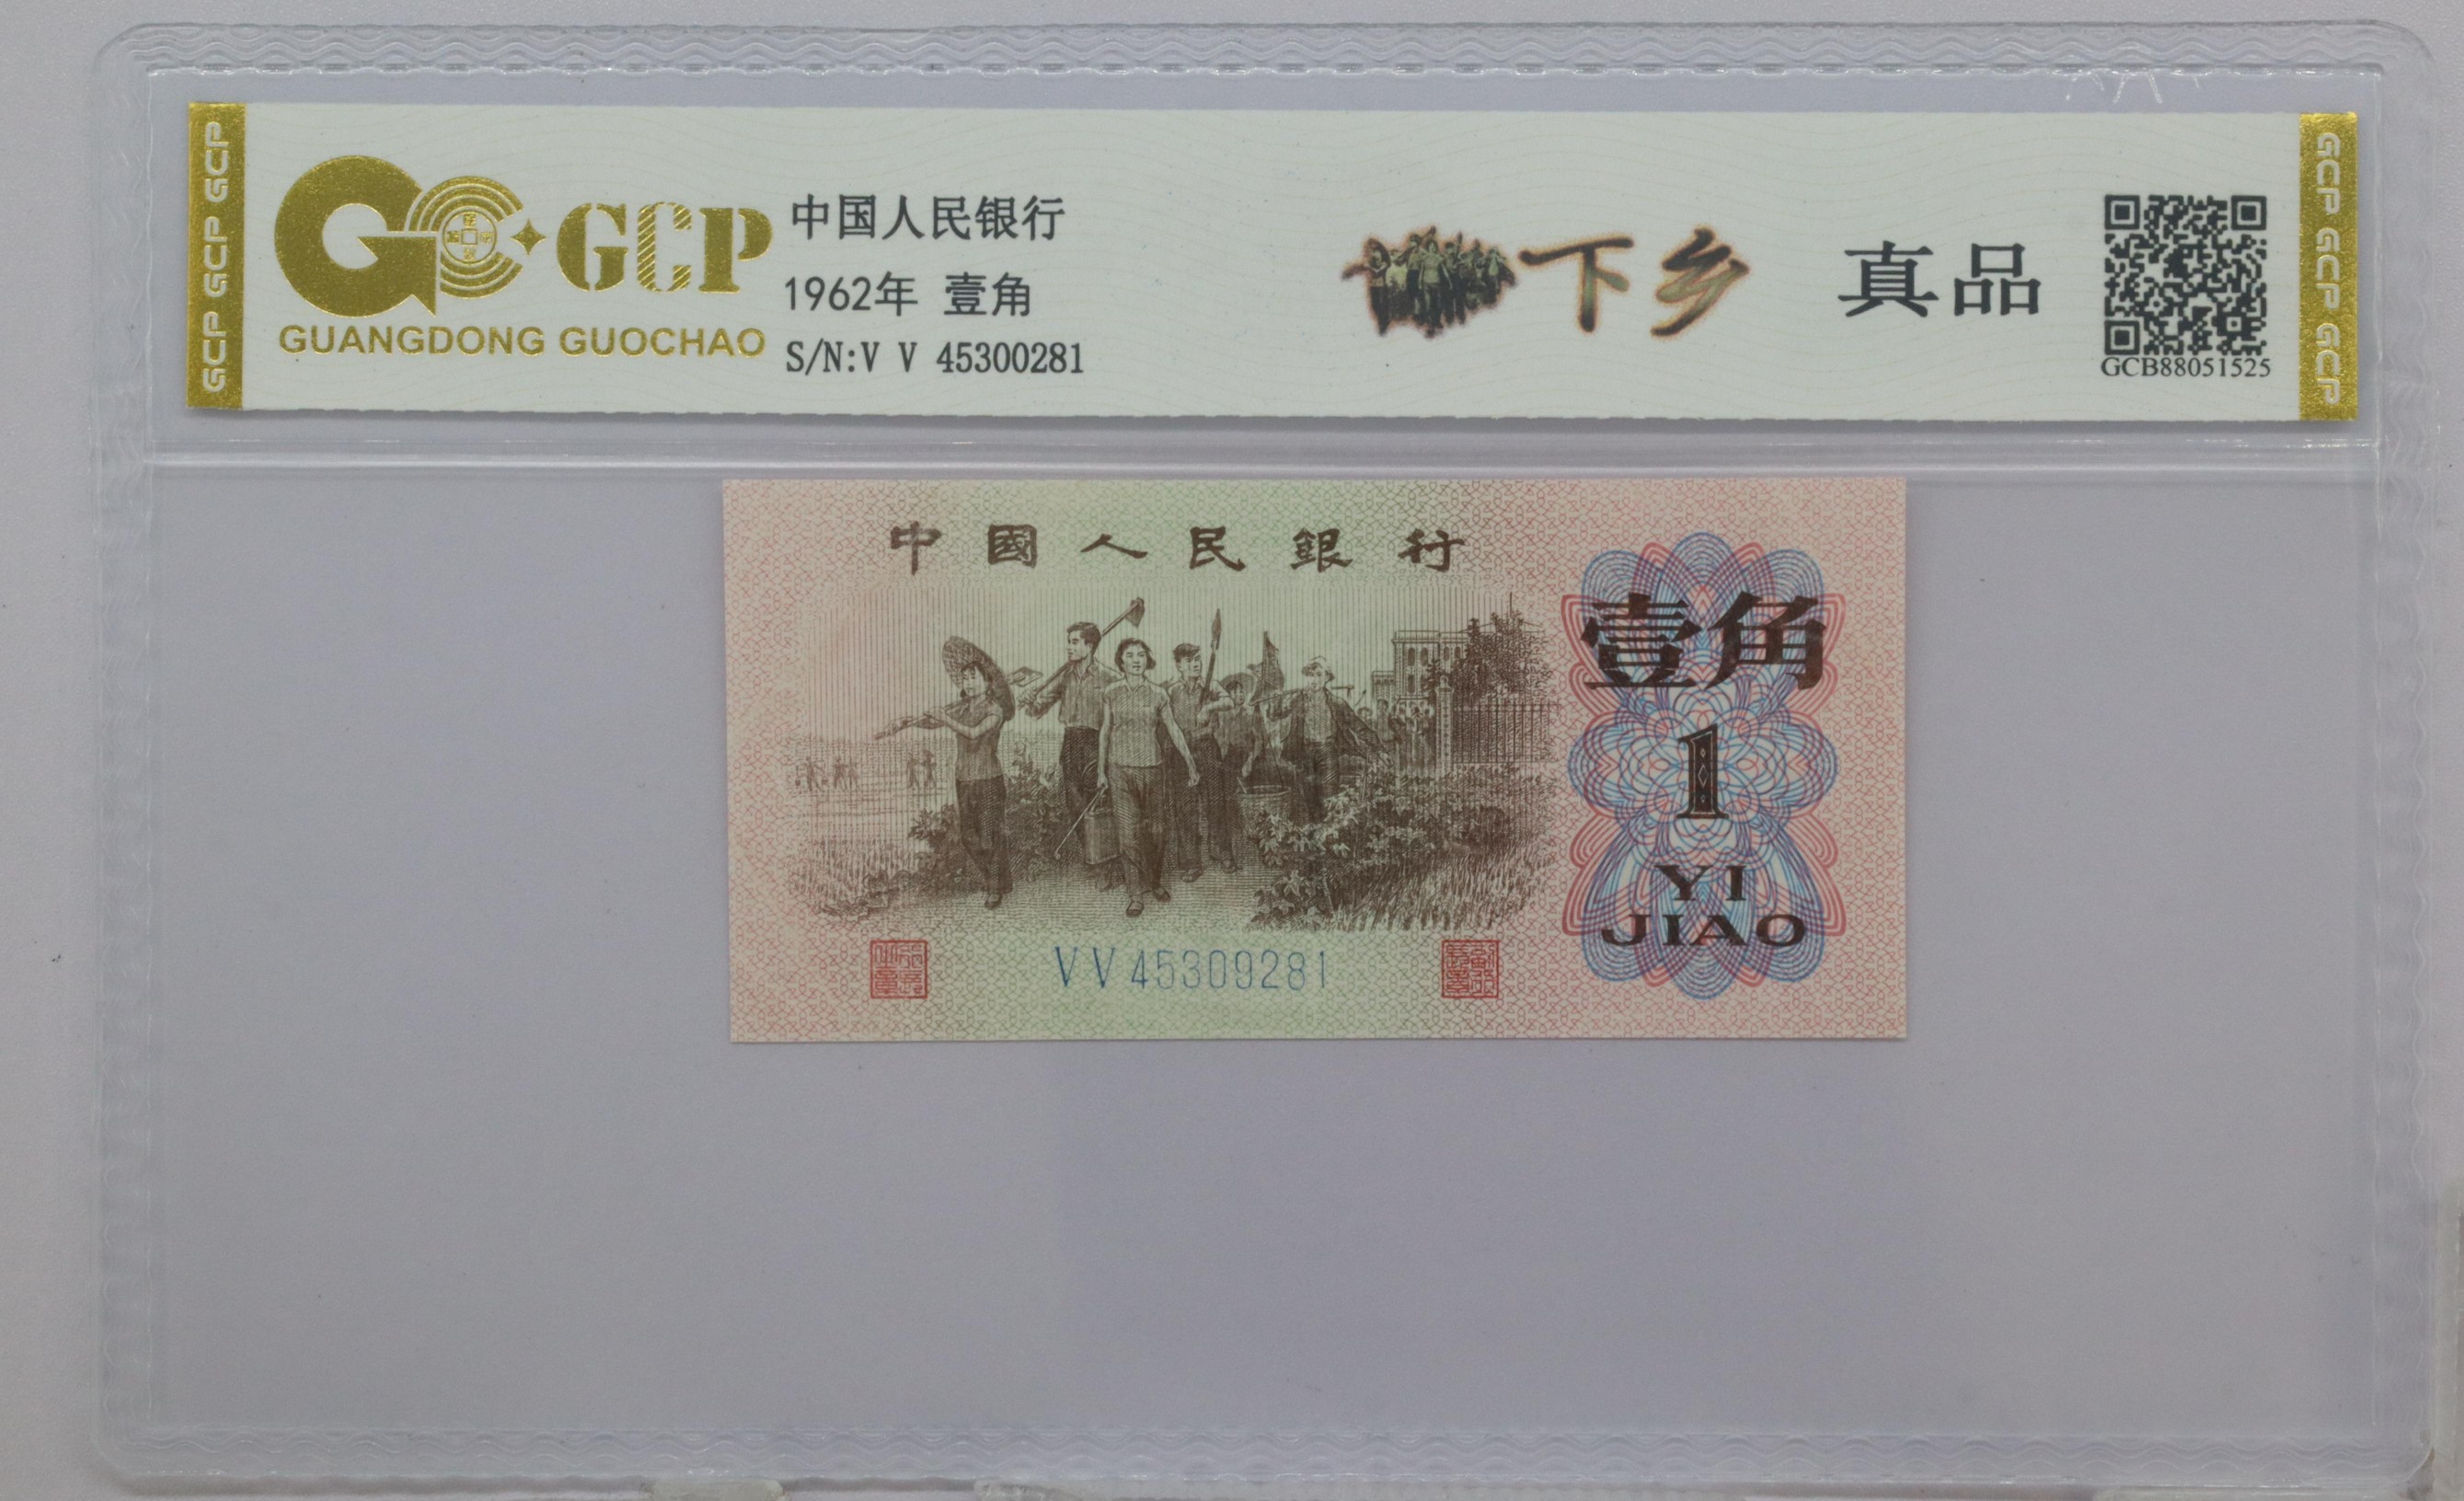 GCP GCP GCP
GCP
GUANGDONG GUOCHAO
中国人民银行
1962年 壹角
S/N:V V 45300281
下乡
真品
GCB88051525
GCP GCP GCP
中國人民銀行
壹角
1
YI
JIAO
VV45309281